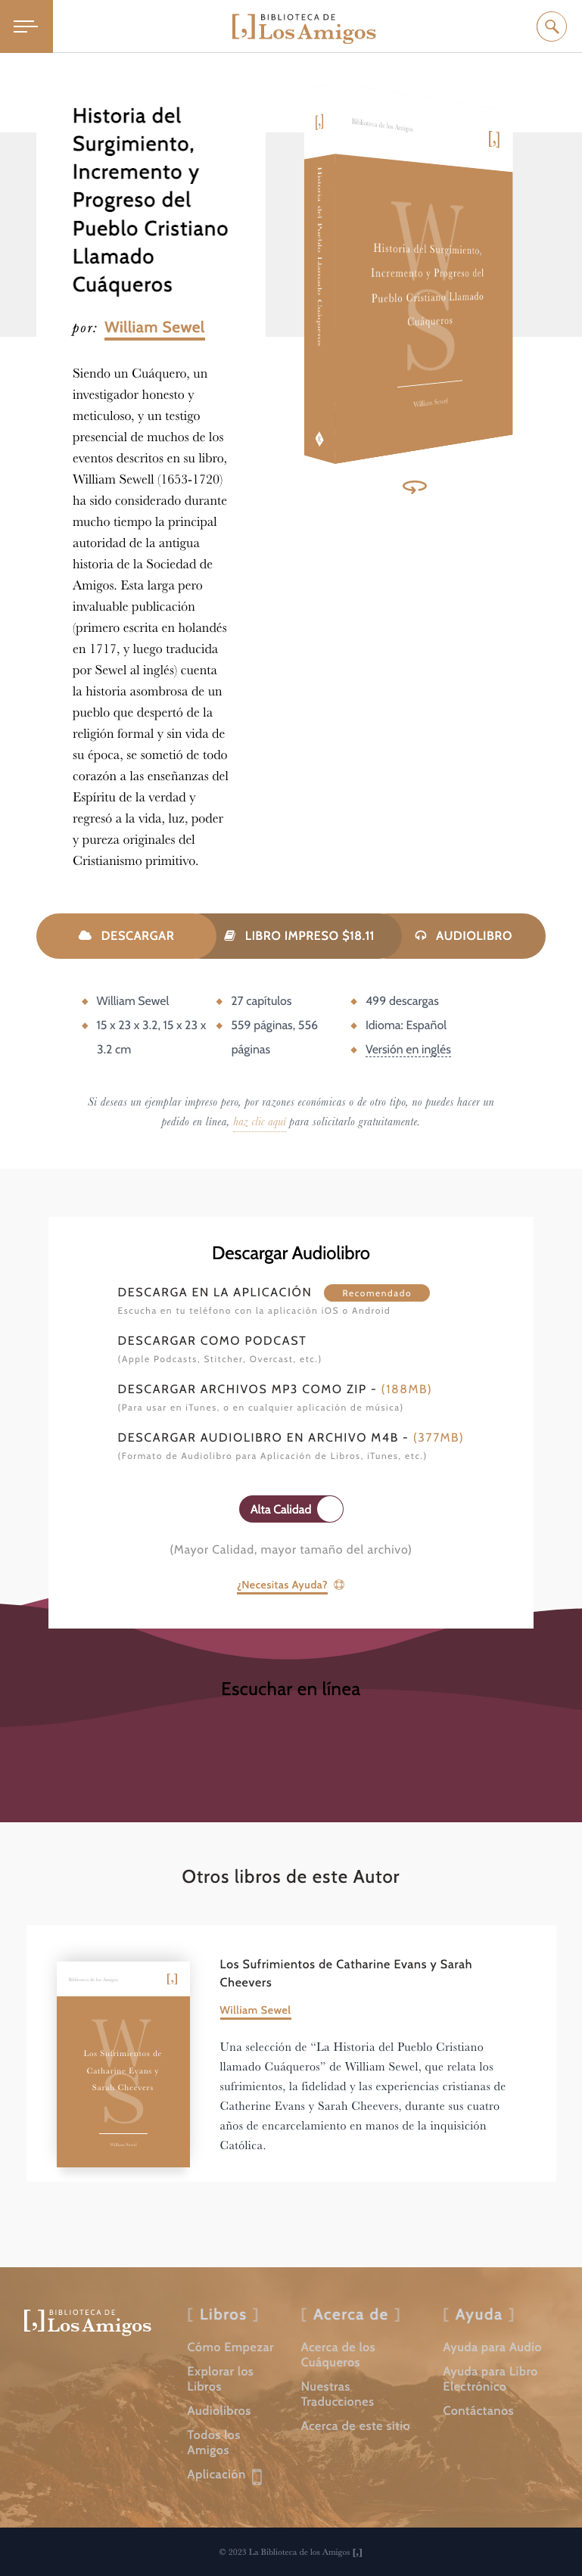 BIBLIOTECA DE
[,] Los Amigos
Historia del
Surgimiento,
Incremento y
Progreso del
Pueblo Cristiano
Llamado
Cuáqueros
por: William Sewel
Siendo un Cuáquero, un
investigador honesto y
meticuloso, y un testigo
presencial de muchos de los
eventos descritos en su libro,
William Sewell (1653-1720)
ha sido considerado durante
mucho tiempo la principal
autoridad de la antigua
historia de la Sociedad de
Amigos. Esta larga pero
invaluable publicación
(primero escrita en holandés
en 1717, y luego traducida
por Sewel al inglés) cuenta
la historia asombrosa de un
pueblo que despertó de la
religión formal y sin vida de
su época, se sometió de todo
corazón a las enseñanzas del
Espíritu de la verdad y
regresó a la vida, luz, poder
y pureza originales del
Cristianismo primitivo.
[,]
Biblioteca de los Amigos
[,]
Historia del Pueblo Llamado Cuáqueros
WS
Historia del Surgimiento,
Incremento y Progreso del
Pueblo Cristiano Llamado
Cuáqueros
William Sewel
DESCARGAR
LIBRO IMPRESO $18.11
AUDIOLIBRO
William Sewel
15 x 23 x 3.2, 15 x 23 x
3.2 cm
27 capítulos
559 páginas, 556
páginas
499 descargas
Idioma: Español
Versión en inglés
Si deseas un ejemplar impreso pero, por razones económicas o de otro tipo, no puedes hacer un
pedido en línea, haz clic aquí para solicitarlo gratuitamente.
Descargar Audiolibro
DESCARGA EN LA APLICACIÓN Recomendado
Escucha en tu teléfono con la aplicación iOS o Android
DESCARGAR COMO PODCAST
(Apple Podcasts, Stitcher, Overcast, etc.)
DESCARGAR ARCHIVOS MP3 COMO ZIP - (188MB)
(Para usar en iTunes, o en cualquier aplicación de música)
DESCARGAR AUDIOLIBRO EN ARCHIVO M4B - (377MB)
(Formato de Audiolibro para Aplicación de Libros, iTunes, etc.)
Alta Calidad
(Mayor Calidad, mayor tamaño del archivo)
¿Necesitas Ayuda?
Escuchar en línea
Otros libros de este Autor
Biblioteca de los Amigos
[,]
WS
Los Sufrimientos de
Catharine Evans y
Sarah Cheevers
William Sewel
Los Sufrimientos de Catharine Evans y Sarah
Cheevers
William Sewel
Una selección de “La Historia del Pueblo Cristiano
llamado Cuáqueros” de William Sewel, que relata los
sufrimientos, la fidelidad y las experiencias cristianas de
Catherine Evans y Sarah Cheevers, durante sus cuatro
años de encarcelamiento en manos de la inquisición
Católica.
BIBLIOTECA DE
[,] Los Amigos
[ Libros ]
Cómo Empezar
Explorar los
Libros
Audiolibros
Todos los
Amigos
Aplicación
[ Acerca de ]
Acerca de los
Cuáqueros
Nuestras
Traducciones
Acerca de este sitio
[ Ayuda ]
Ayuda para Audio
Ayuda para Libro
Electrónico
Contáctanos
© 2023 La Biblioteca de los Amigos [,]